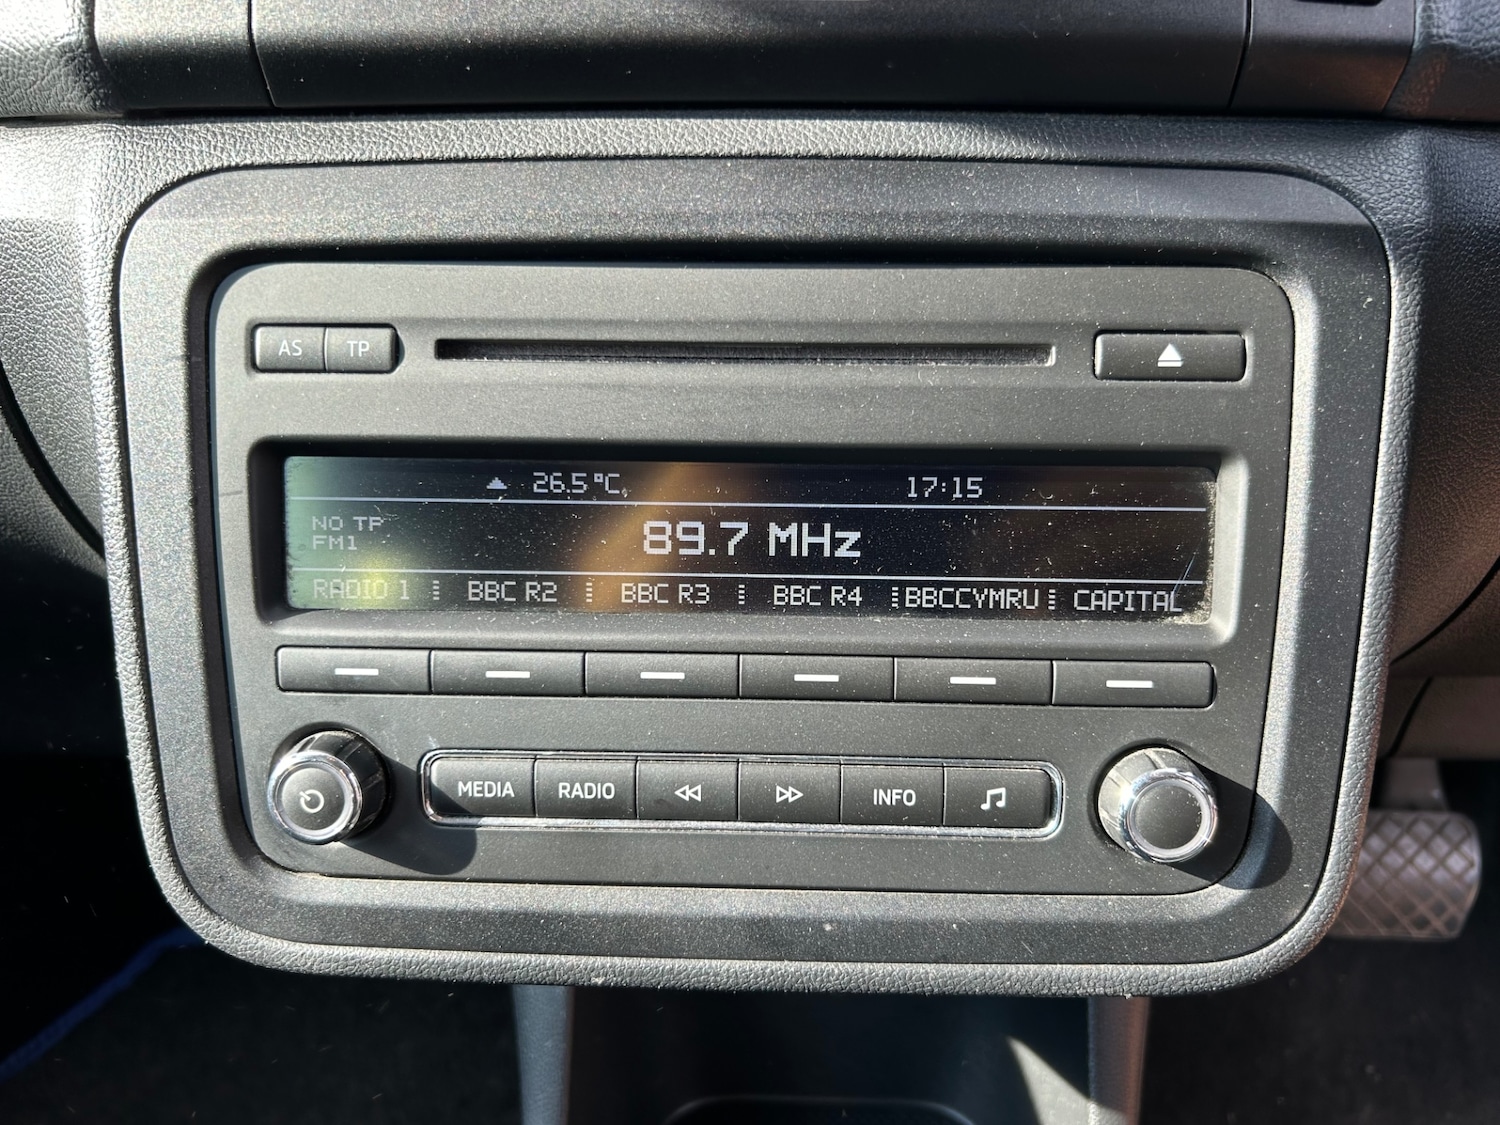 AS TP
26.5°C 17:15
NO TP
FM1
89.7 MHz
RADIO 1 BBC R2 BBC R3 BBC R4 BBCCYMRU CAPITAL
MEDIA RADIO INFO